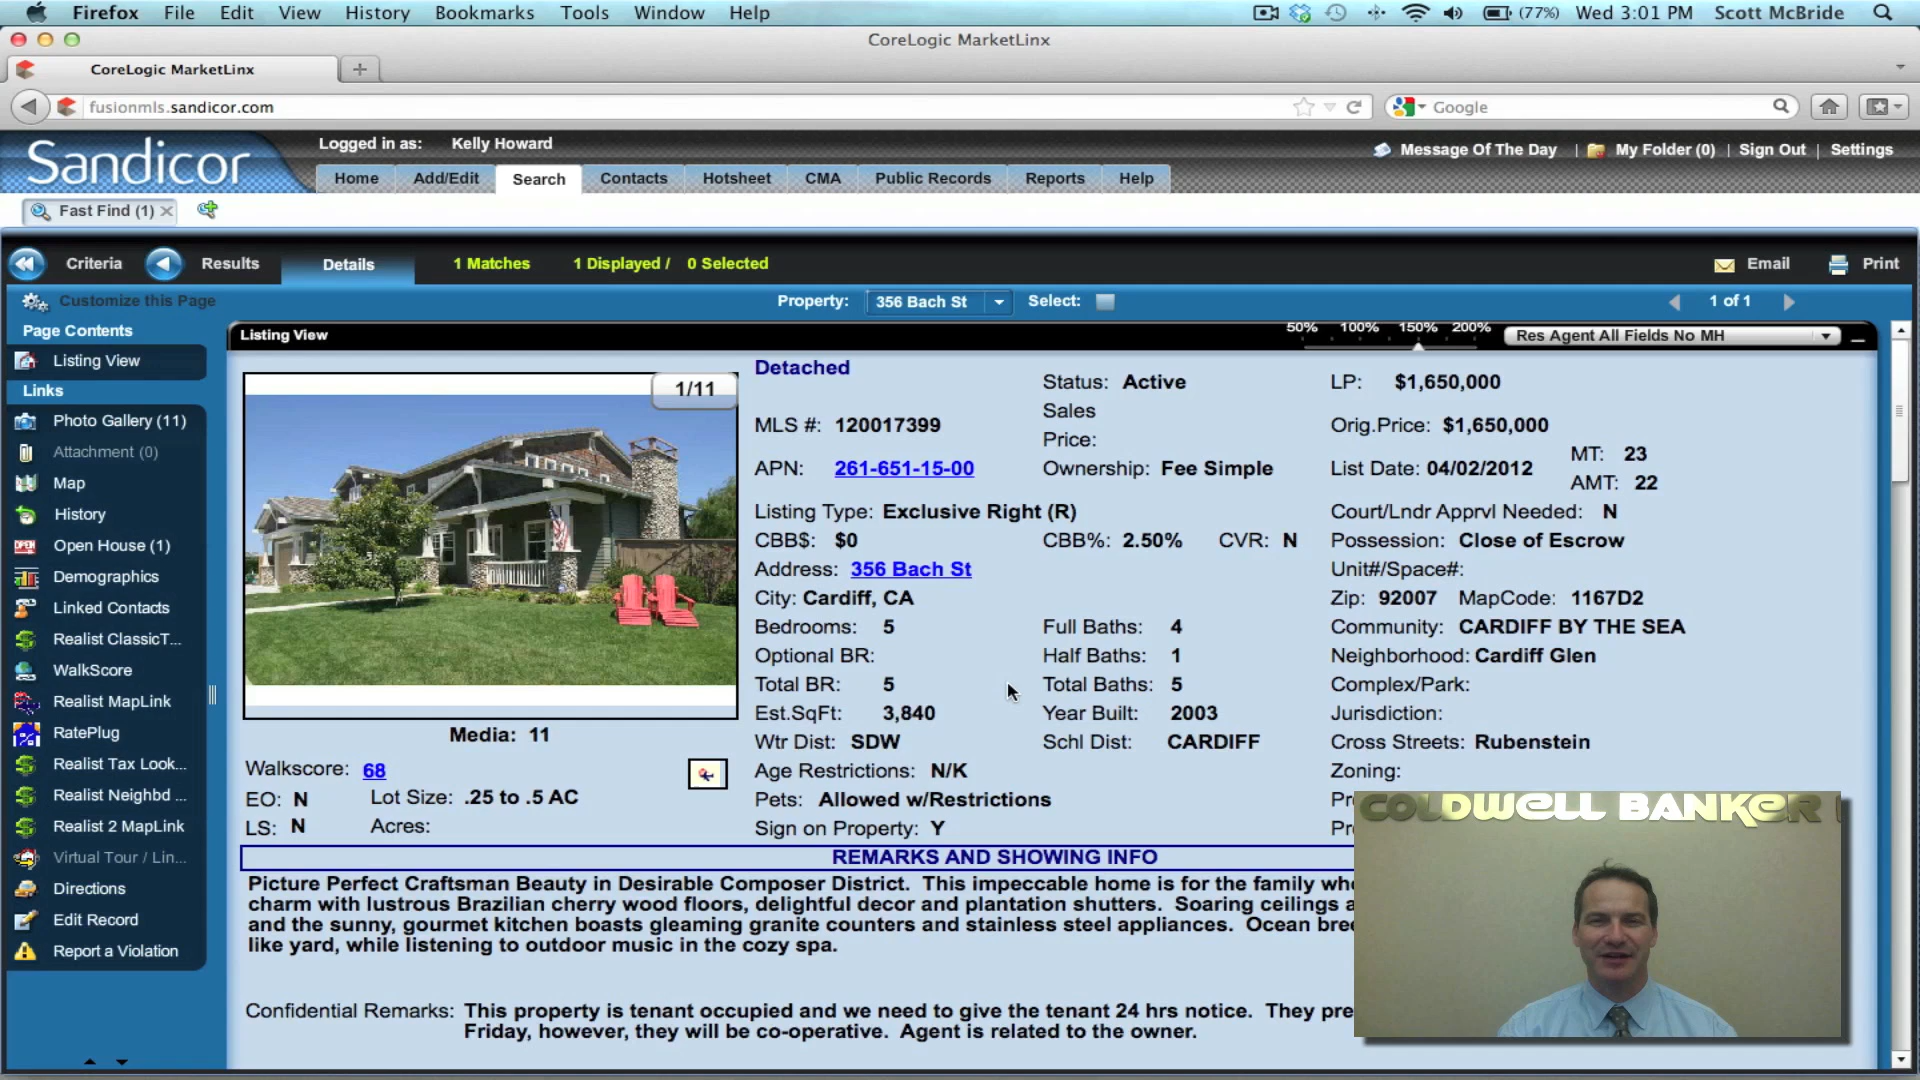 Firefox File Edit View History Bookmarks Tools Window Help (77%) Wed 3:01 PM Scott McBride
CoreLogic MarketLinx
CoreLogic MarketLinx
fusionmls.sandicor.com Google
Sandicor Logged in as: Kelly Howard
Message Of The Day | My Folder (0) | Sign Out | Settings
Home Add/Edit Search Contacts Hotsheet CMA Public Records Reports Help
Fast Find (1)
Criteria Results Details 1 Matches 1 Displayed / 0 Selected Email Print
Customize this Page Property: 356 Bach St Select: 1 of 1
Page Contents
Listing View
Links
Photo Gallery (11)
Attachment (0)
Map
History
Open House (1)
Demographics
Linked Contacts
Realist ClassicT...
WalkScore
Realist MapLink
RatePlug
Realist Tax Look...
Realist Neighbd ...
Realist 2 MapLink
Virtual Tour / Lin...
Directions
Edit Record
Report a Violation
Listing View 50% 100% 150% 200% Res Agent All Fields No MH
1/11
Media: 11
Walkscore: 68
EO: N Lot Size: .25 to .5 AC
LS: N Acres:
Detached
Status: Active LP: $1,650,000
Sales
Price:
MLS #: 120017399 Orig.Price: $1,650,000
MT: 23
APN: 261-651-15-00 Ownership: Fee Simple List Date: 04/02/2012
AMT: 22
Listing Type: Exclusive Right (R) Court/Lndr Apprvl Needed: N
CBB$: $0 CBB%: 2.50% CVR: N Possession: Close of Escrow
Address: 356 Bach St Unit#/Space#:
City: Cardiff, CA Zip: 92007 MapCode: 1167D2
Bedrooms: 5 Full Baths: 4 Community: CARDIFF BY THE SEA
Optional BR: Half Baths: 1 Neighborhood: Cardiff Glen
Total BR: 5 Total Baths: 5 Complex/Park:
Est.SqFt: 3,840 Year Built: 2003 Jurisdiction:
Wtr Dist: SDW Schl Dist: CARDIFF Cross Streets: Rubenstein
Age Restrictions: N/K Zoning:
Pets: Allowed w/Restrictions
Sign on Property: Y
REMARKS AND SHOWING INFO
Picture Perfect Craftsman Beauty in Desirable Composer District. This impeccable home is for the family
charm with lustrous Brazilian cherry wood floors, delightful decor and plantation shutters. Soaring ceilings
and the sunny, gourmet kitchen boasts gleaming granite counters and stainless steel appliances. Ocean
like yard, while listening to outdoor music in the cozy spa.
Confidential Remarks: This property is tenant occupied and we need to give the tenant 24 hrs notice. They
Friday, however, they will be co-operative. Agent is related to the owner.
COLDWELL BANKER